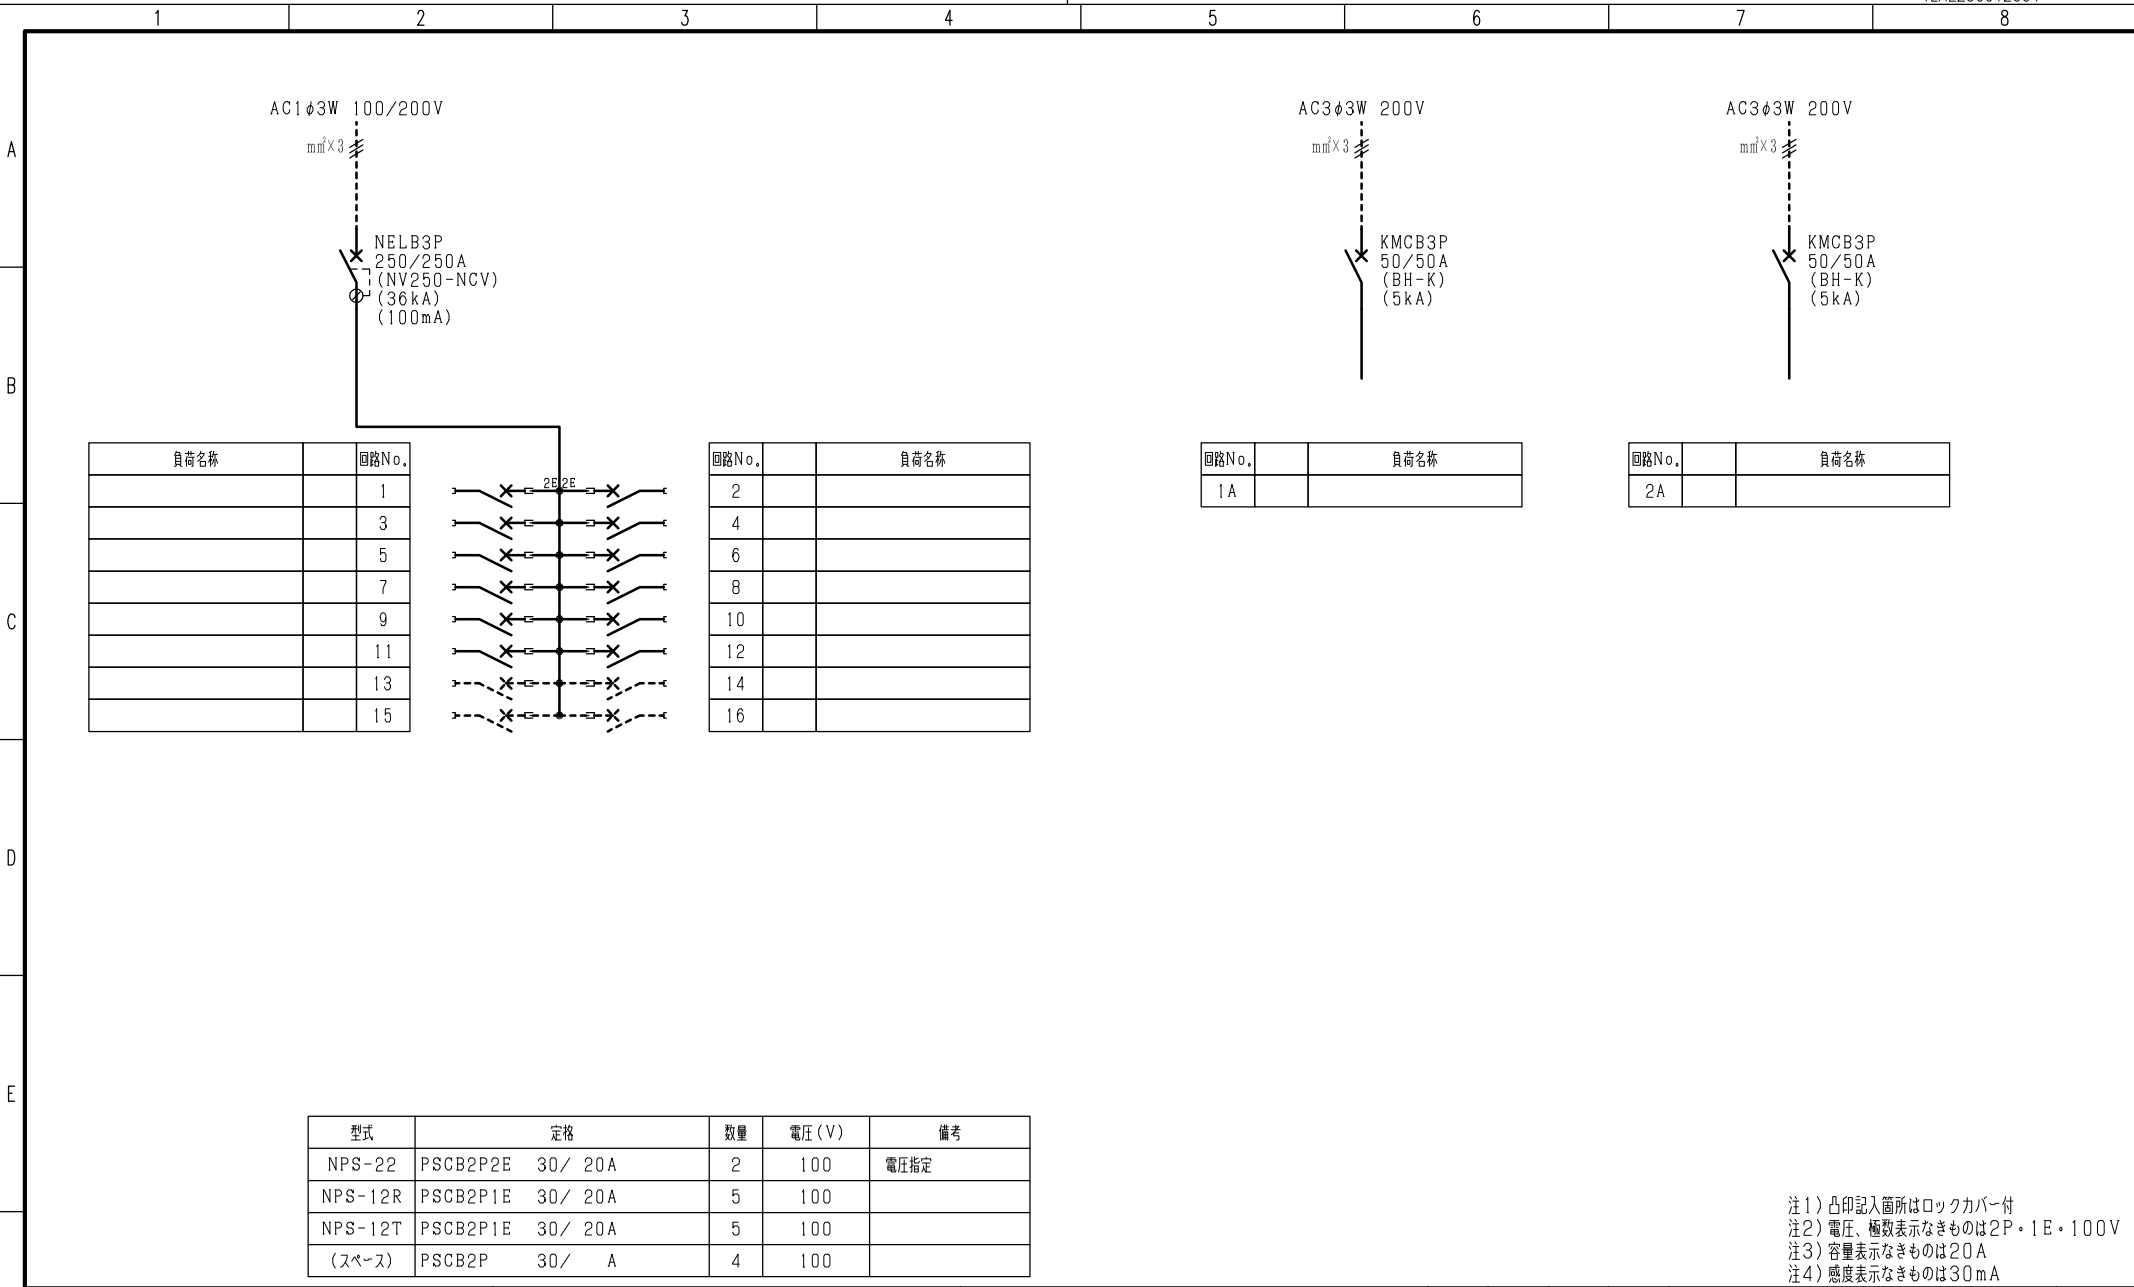 1 2 3 4 5 6 7 8
A
B
C
D
E
AC1φ3W 100/200V
mm²×3
NELB3P
250/250A
(NV250-NCV)
(36kA)
(100mA)
AC3φ3W 200V
mm²×3
KMCB3P
50/50A
(BH-K)
(5kA)
AC3φ3W 200V
mm²×3
KMCB3P
50/50A
(BH-K)
(5kA)
負荷名称 回路No. 回路No. 負荷名称
1 2E 2E 2
3 4
5 6
7 8
9 10
11 12
13 14
15 16
回路No. 負荷名称
1A
回路No. 負荷名称
2A
型式 定格 数量 電圧(V) 備考
NPS-22 PSCB2P2E 30/ 20A 2 100 電圧指定
NPS-12R PSCB2P1E 30/ 20A 5 100
NPS-12T PSCB2P1E 30/ 20A 5 100
(スペース) PSCB2P 30/ A 4 100
注1)凸印記入箇所はロックカバー付
注2)電圧、極数表示なきものは2P・1E・100V
注3)容量表示なきものは20A
注4)感度表示なきものは30mA